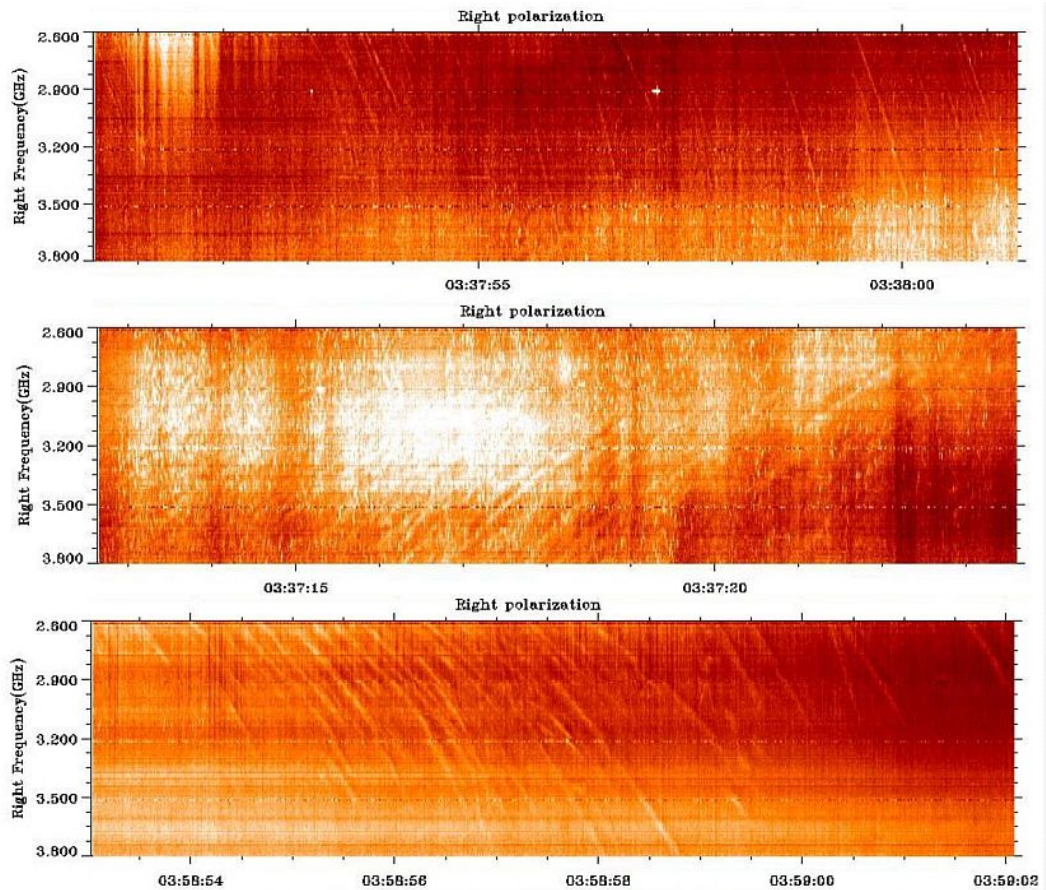 Right polarization
Right Frequency(GHz)
2.600
2.900
3.200
3.500
3.800
03:37:55 03:38:00
Right polarization
Right Frequency(GHz)
2.600
2.900
3.200
3.500
3.800
03:37:15 03:37:20
Right polarization
Right Frequency(GHz)
2.600
2.900
3.200
3.500
3.800
03:58:54 03:58:56 03:58:58 03:59:00 03:59:02